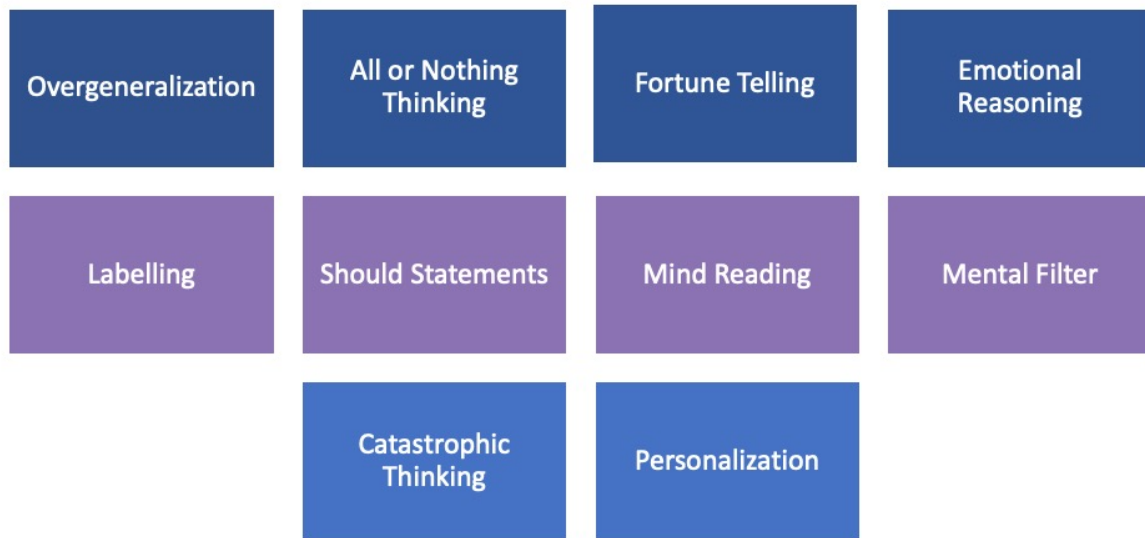 Overgeneralization
All or Nothing
Thinking
Fortune Telling
Emotional
Reasoning
Labelling
Should Statements
Mind Reading
Mental Filter
Catastrophic
Thinking
Personalization